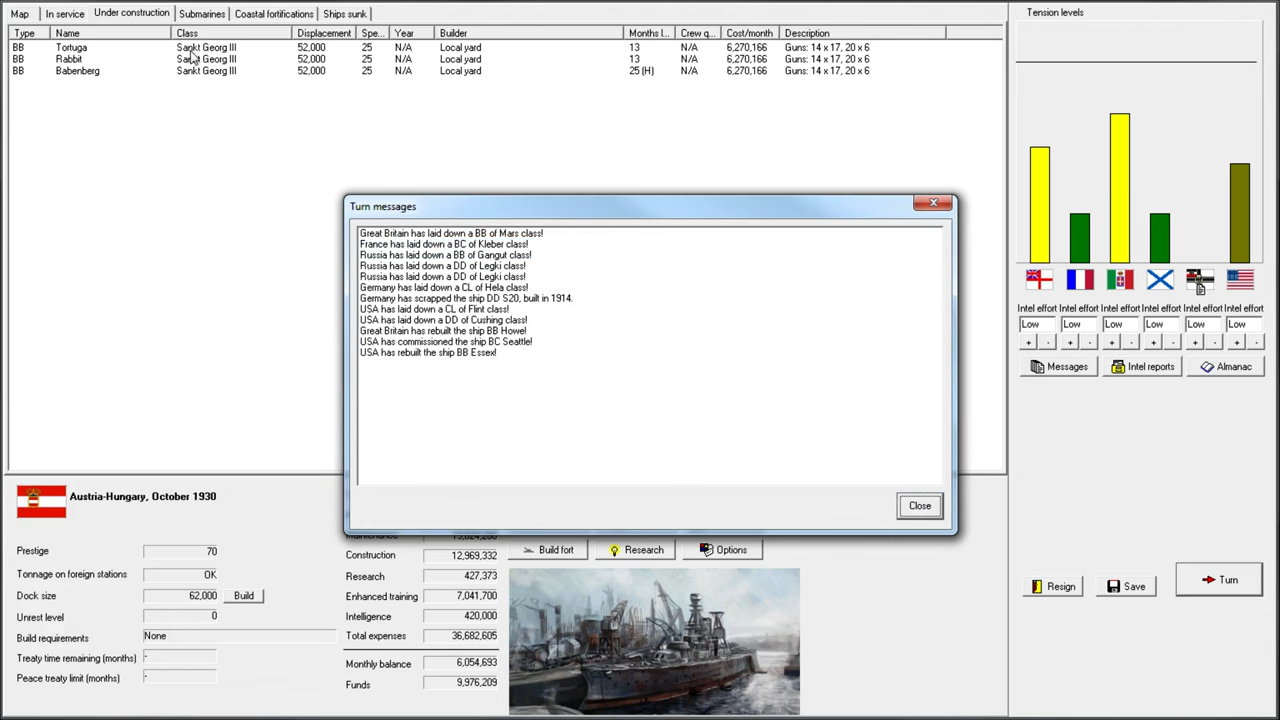 Map In service Under construction Submarines Coastal fortifications Ships sunk
Type Name Class Displacement Spe... Year Builder Months l... Crew q... Cost/month Description
BB Tortuga Sankt Georg III 52,000 25 N/A Local yard 13 N/A 6,270,166 Guns: 14 x 17, 20 x 6
BB Rabbit Sankt Georg III 52,000 25 N/A Local yard 13 N/A 6,270,166 Guns: 14 x 17, 20 x 6
BB Babenberg Sankt Georg III 52,000 25 N/A Local yard 25 (H) N/A 6,270,166 Guns: 14 x 17, 20 x 6
Turn messages
Great Britain has laid down a BB of Mars class!
France has laid down a BC of Kleber class!
Russia has laid down a BB of Gangut class!
Russia has laid down a DD of Legki class!
Russia has laid down a DD of Legki class!
Germany has laid down a CL of Hela class!
Germany has scrapped the ship DD S20, built in 1914.
USA has laid down a CL of Flint class!
USA has laid down a DD of Cushing class!
Great Britain has rebuilt the ship BB Howe!
USA has commissioned the ship BC Seattle!
USA has rebuilt the ship BB Essex!
Close
Tension levels
Intel effort Intel effort Intel effort Intel effort Intel effort Intel effort
Low Low Low Low Low Low
+ - + - + - + - + - + -
Messages Intel reports Almanac
Resign Save Turn
Austria-Hungary, October 1930
Prestige 70
Tonnage on foreign stations OK
Dock size 62,000 Build
Unrest level 0
Build requirements None
Treaty time remaining (months) -
Peace treaty limit (months) -
Construction 12,969,332
Research 427,373
Enhanced training 7,041,700
Intelligence 420,000
Total expenses 36,682,605
Monthly balance 6,054,693
Funds 9,976,209
Build fort Research Options